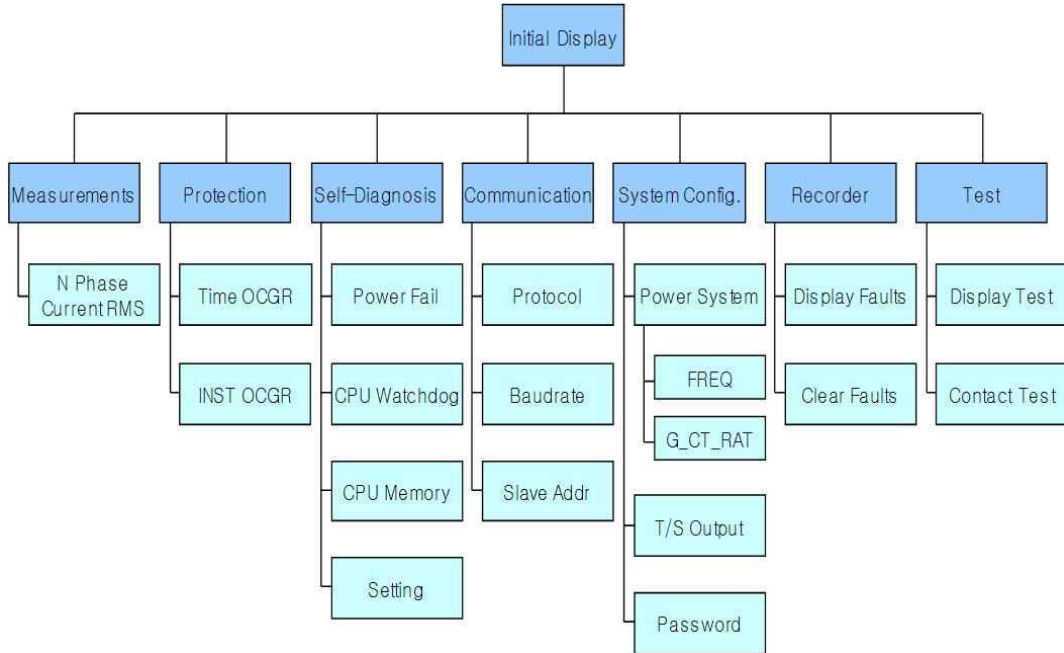 Initial Display
Measurements
Protection
Self-Diagnosis
Communication
System Config.
Recorder
Test
N Phase
Current RMS
Time OCGR
INST OCGR
Power Fail
CPU Watchdog
CPU Memory
Setting
Protocol
Baudrate
Slave Addr
Power System
FREQ
G_CT_RAT
T/S Output
Password
Display Faults
Clear Faults
Display Test
Contact Test